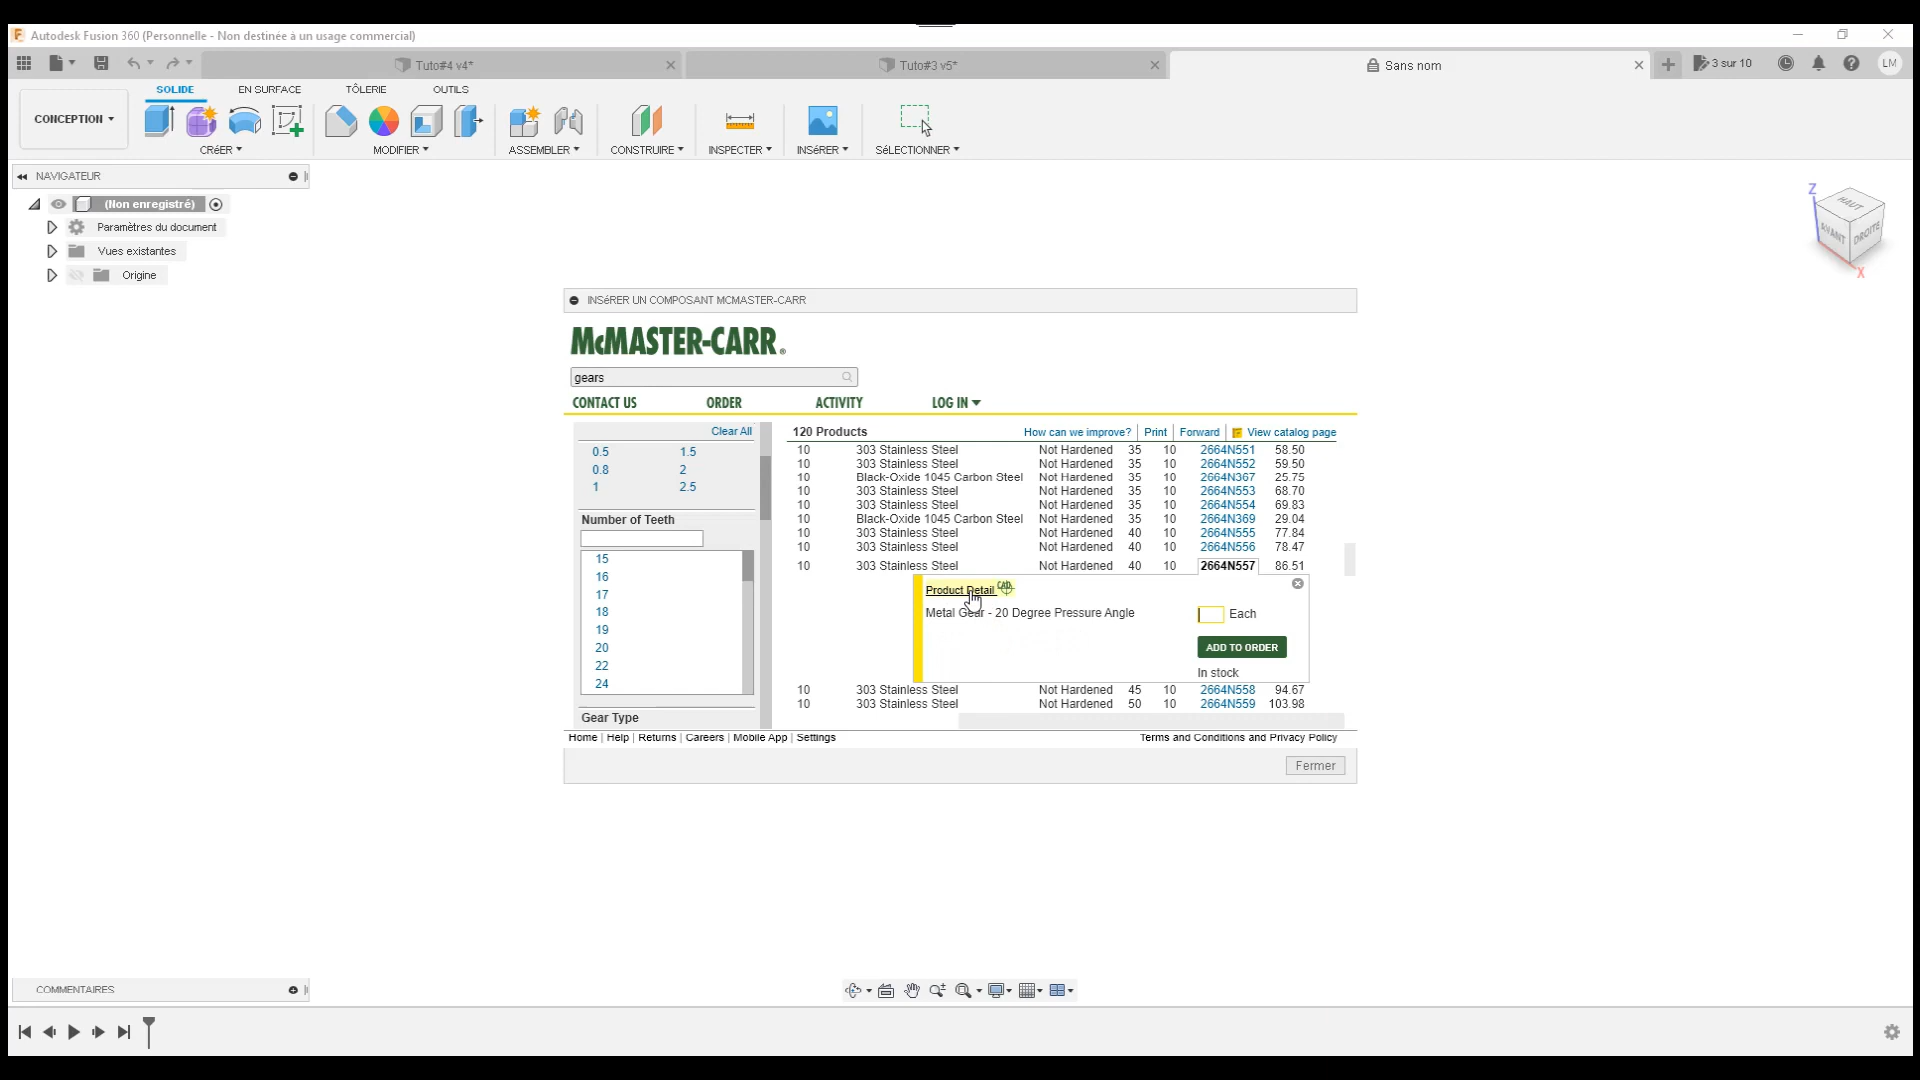 Autodesk Fusion 360 (Personnelle - Non destinée à un usage commercial)
Tuto#4 v4*
Tuto#3 v5*
Sans nom
3 sur 10
LM
CONCEPTION
SOLIDE
EN SURFACE
TÔLERIE
OUTILS
CRéER
MODIFIER
ASSEMBLER
CONSTRUIRE
INSPECTER
INSéRER
SéLECTIONNER
NAVIGATEUR
(Non enregistré)
Paramètres du document
Vues existantes
Origine
Z
HAUT
AVANT
DROITE
X
INSéRER UN COMPOSANT MCMASTER-CARR
McMASTER-CARR®
gears
CONTACT US ORDER ACTIVITY LOG IN
Clear All
0.5 1.5
0.8 2
1 2.5
Number of Teeth
15
16
17
18
19
20
22
24
Gear Type
120 Products How can we improve? Print Forward View catalog page
10 303 Stainless Steel Not Hardened 35 10 2664N551 58.50
10 303 Stainless Steel Not Hardened 35 10 2664N552 59.50
10 Black-Oxide 1045 Carbon Steel Not Hardened 35 10 2664N367 25.75
10 303 Stainless Steel Not Hardened 35 10 2664N553 68.70
10 303 Stainless Steel Not Hardened 35 10 2664N554 69.83
10 Black-Oxide 1045 Carbon Steel Not Hardened 35 10 2664N369 29.04
10 303 Stainless Steel Not Hardened 40 10 2664N555 77.84
10 303 Stainless Steel Not Hardened 40 10 2664N556 78.47
10 303 Stainless Steel Not Hardened 40 10 2664N557 86.51
Product Detail CAD
Metal Gear - 20 Degree Pressure Angle
Each
ADD TO ORDER
In stock
10 303 Stainless Steel Not Hardened 45 10 2664N558 94.67
10 303 Stainless Steel Not Hardened 50 10 2664N559 103.98
Home | Help | Returns | Careers | Mobile App | Settings
Terms and Conditions and Privacy Policy
Fermer
COMMENTAIRES